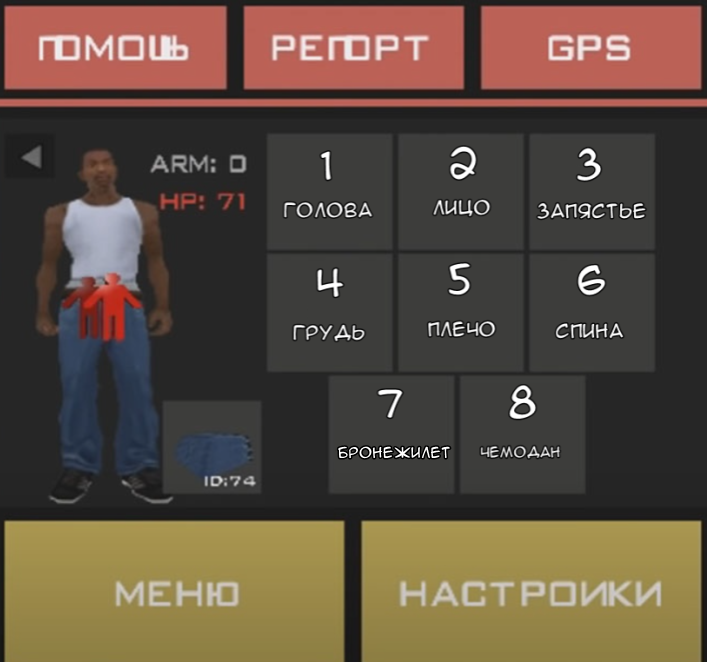 ПОМОЩЬ
РЕПОРТ
GPS
ARM: 0
HP: 71
1
ГОЛОВА
2
ЛИЦО
3
ЗАПЯСТЬЕ
4
ГРУДЬ
5
ПЛЕЧО
6
СПИНА
7
БРОНЕЖИЛЕТ
8
ЧЕМОДАН
ID:74
МЕНЮ
НАСТРОИКИ